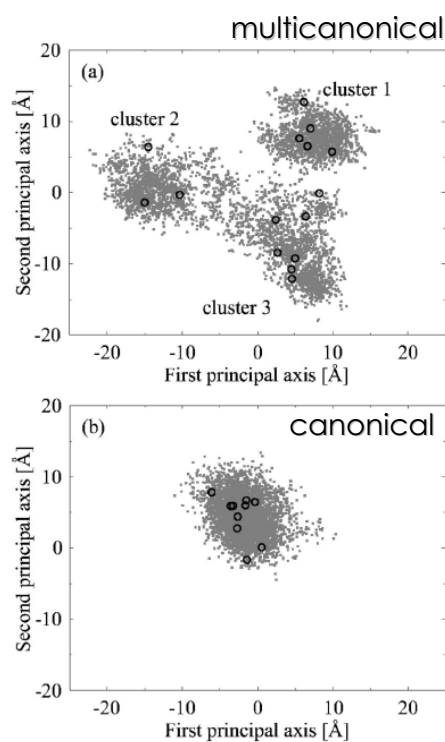 multicanonical
(a)
cluster 1
cluster 2
cluster 3
Second principal axis [Å]
20
10
0
-10
20
-20
-10
0
10
20
First principal axis [Å]
canonical
(b)
Second principal axis [Å]
20
10
0
-10
20
-20
-10
0
10
20
First principal axis [Å]